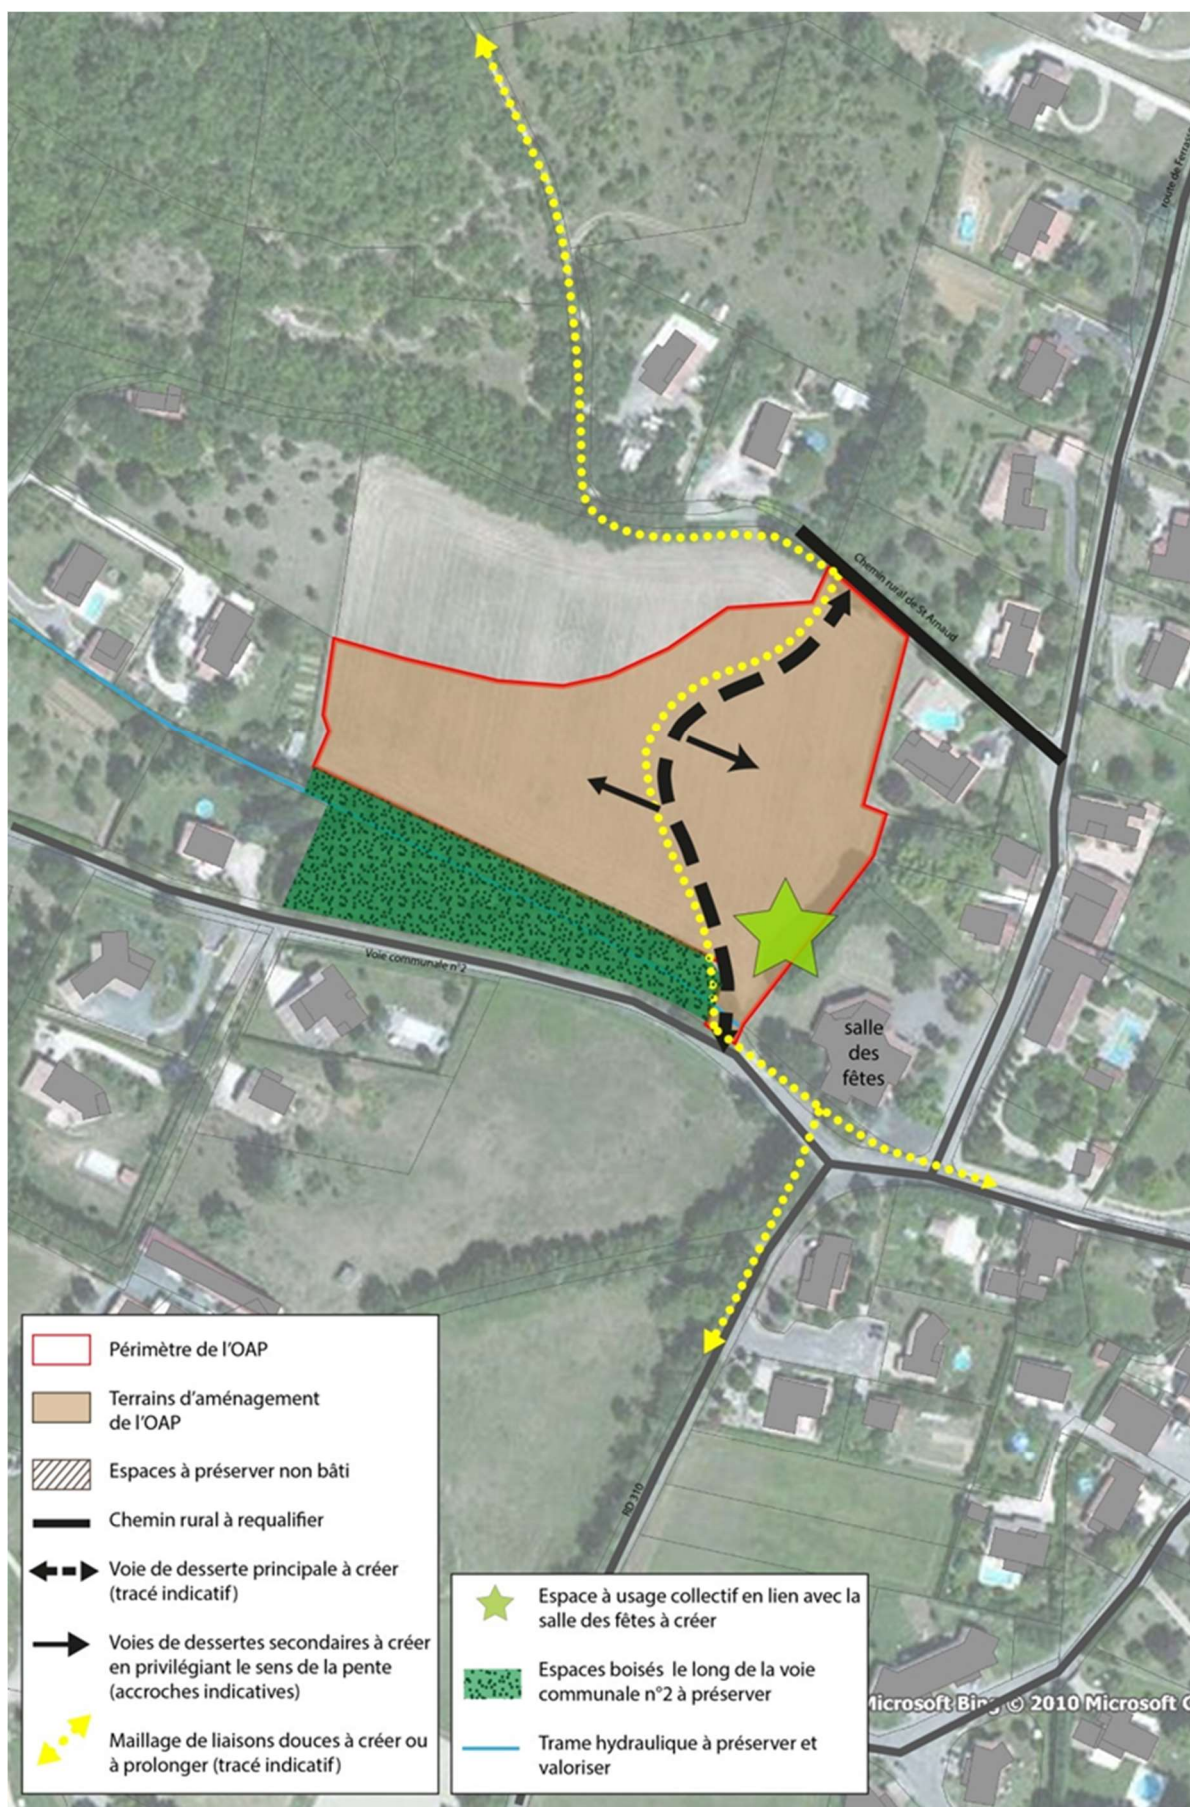 route de Ferrass
Chemin rural de St Arnaud
Voie communale n°2
salle
des
fêtes
RD 310
Périmètre de l'OAP
Terrains d'aménagement
de l'OAP
Espaces à préserver non bâti
Chemin rural à requalifier
Voie de desserte principale à créer
(tracé indicatif)
Voies de dessertes secondaires à créer
en privilégiant le sens de la pente
(accroches indicatives)
Maillage de liaisons douces à créer ou
à prolonger (tracé indicatif)
Espace à usage collectif en lien avec la
salle des fêtes à créer
Espaces boisés le long de la voie
communale n°2 à préserver
Trame hydraulique à préserver et
valoriser
Microsoft Bing © 2010 Microsoft C